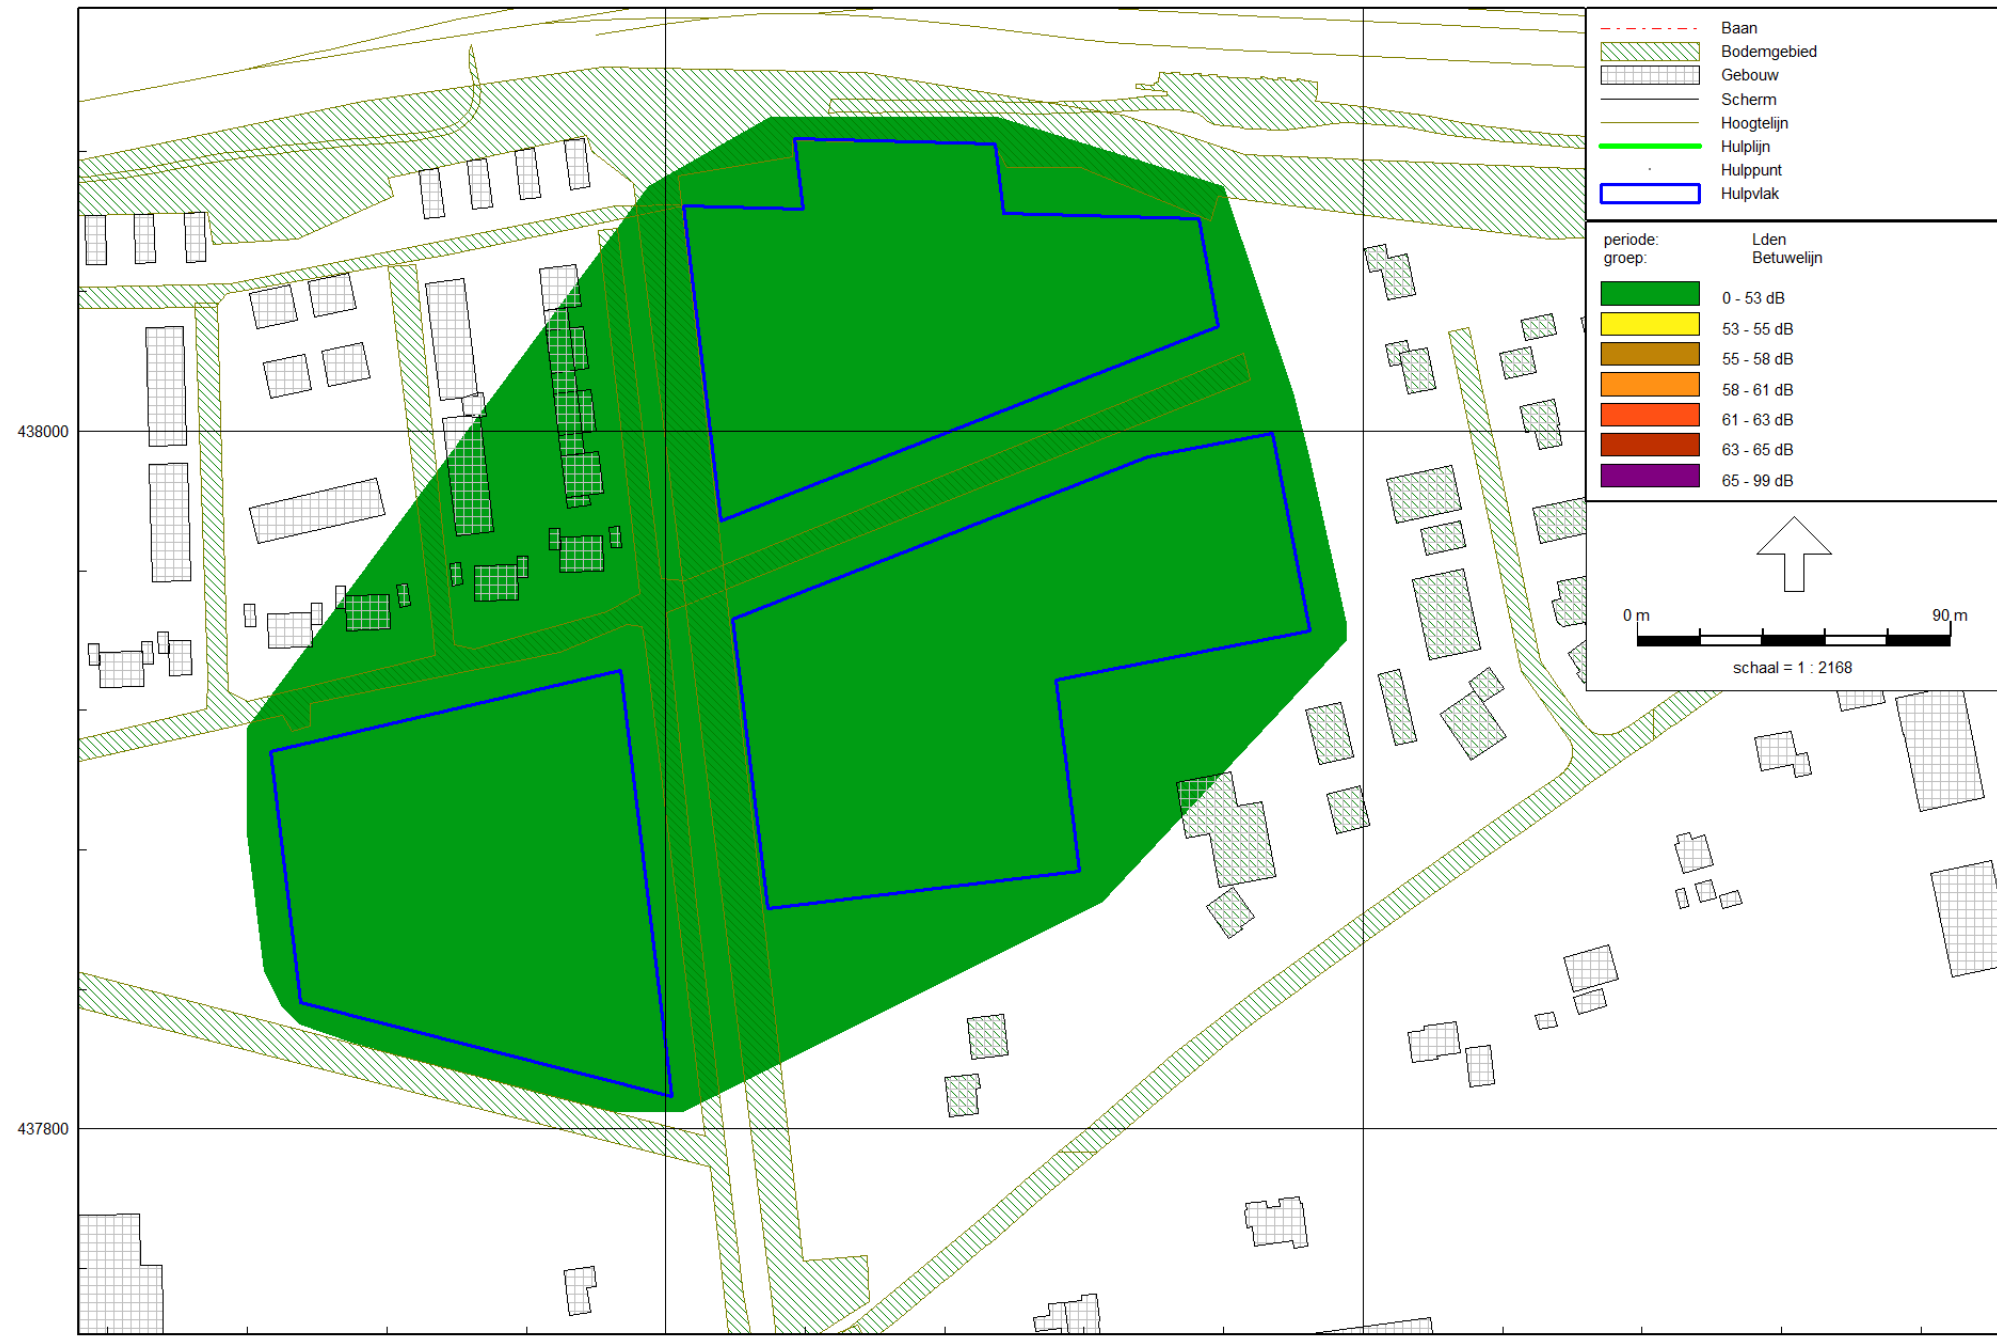 Baan
Bodemgebied
Gebouw
Scherm
Hoogtelijn
Hulplijn
Hulppunt
Hulpvlak
periode: Lden
groep: Betuwelijn
0 - 53 dB
53 - 55 dB
55 - 58 dB
58 - 61 dB
61 - 63 dB
63 - 65 dB
65 - 99 dB
438000
0 m 90 m
schaal = 1 : 2168
437800